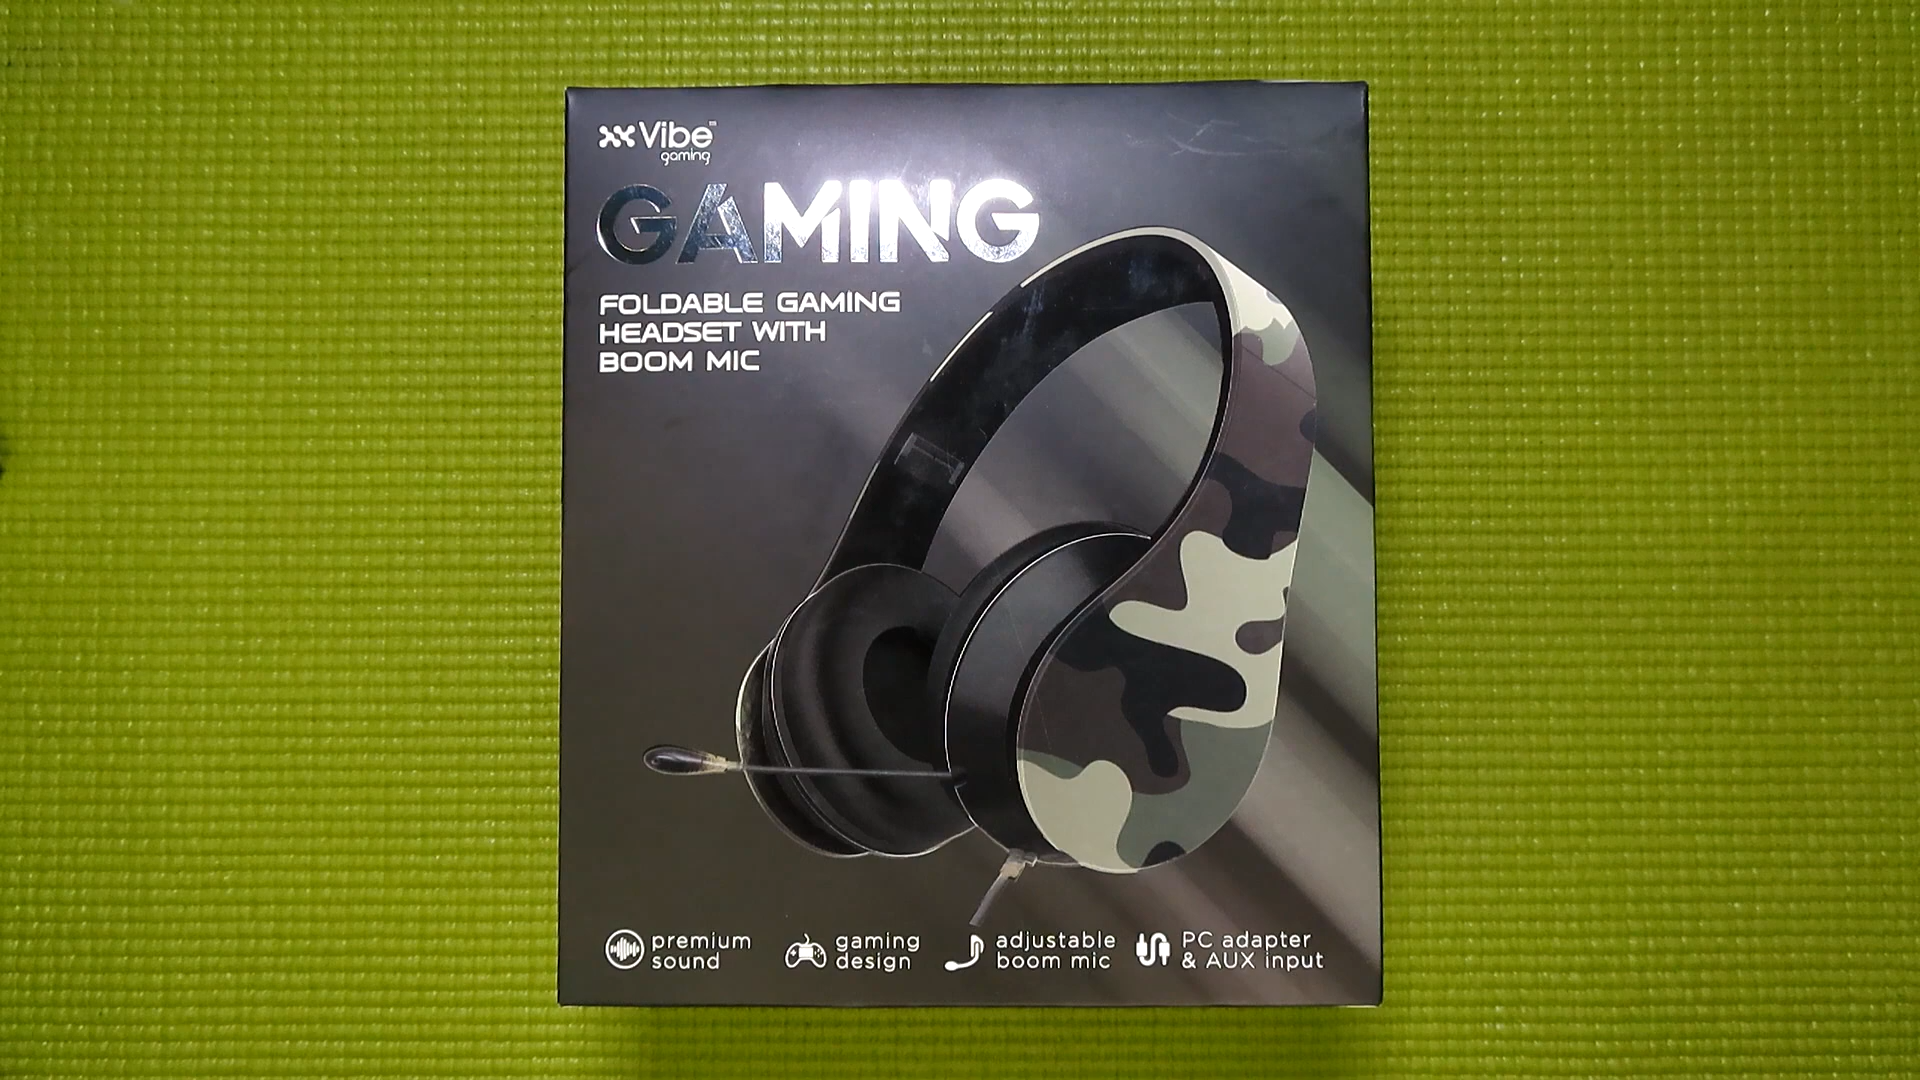 Vibe™
gaming
GAMING
FOLDABLE GAMING
HEADSET WITH
BOOM MIC
premium
sound
gaming
design
adjustable
boom mic
PC adapter
& AUX input